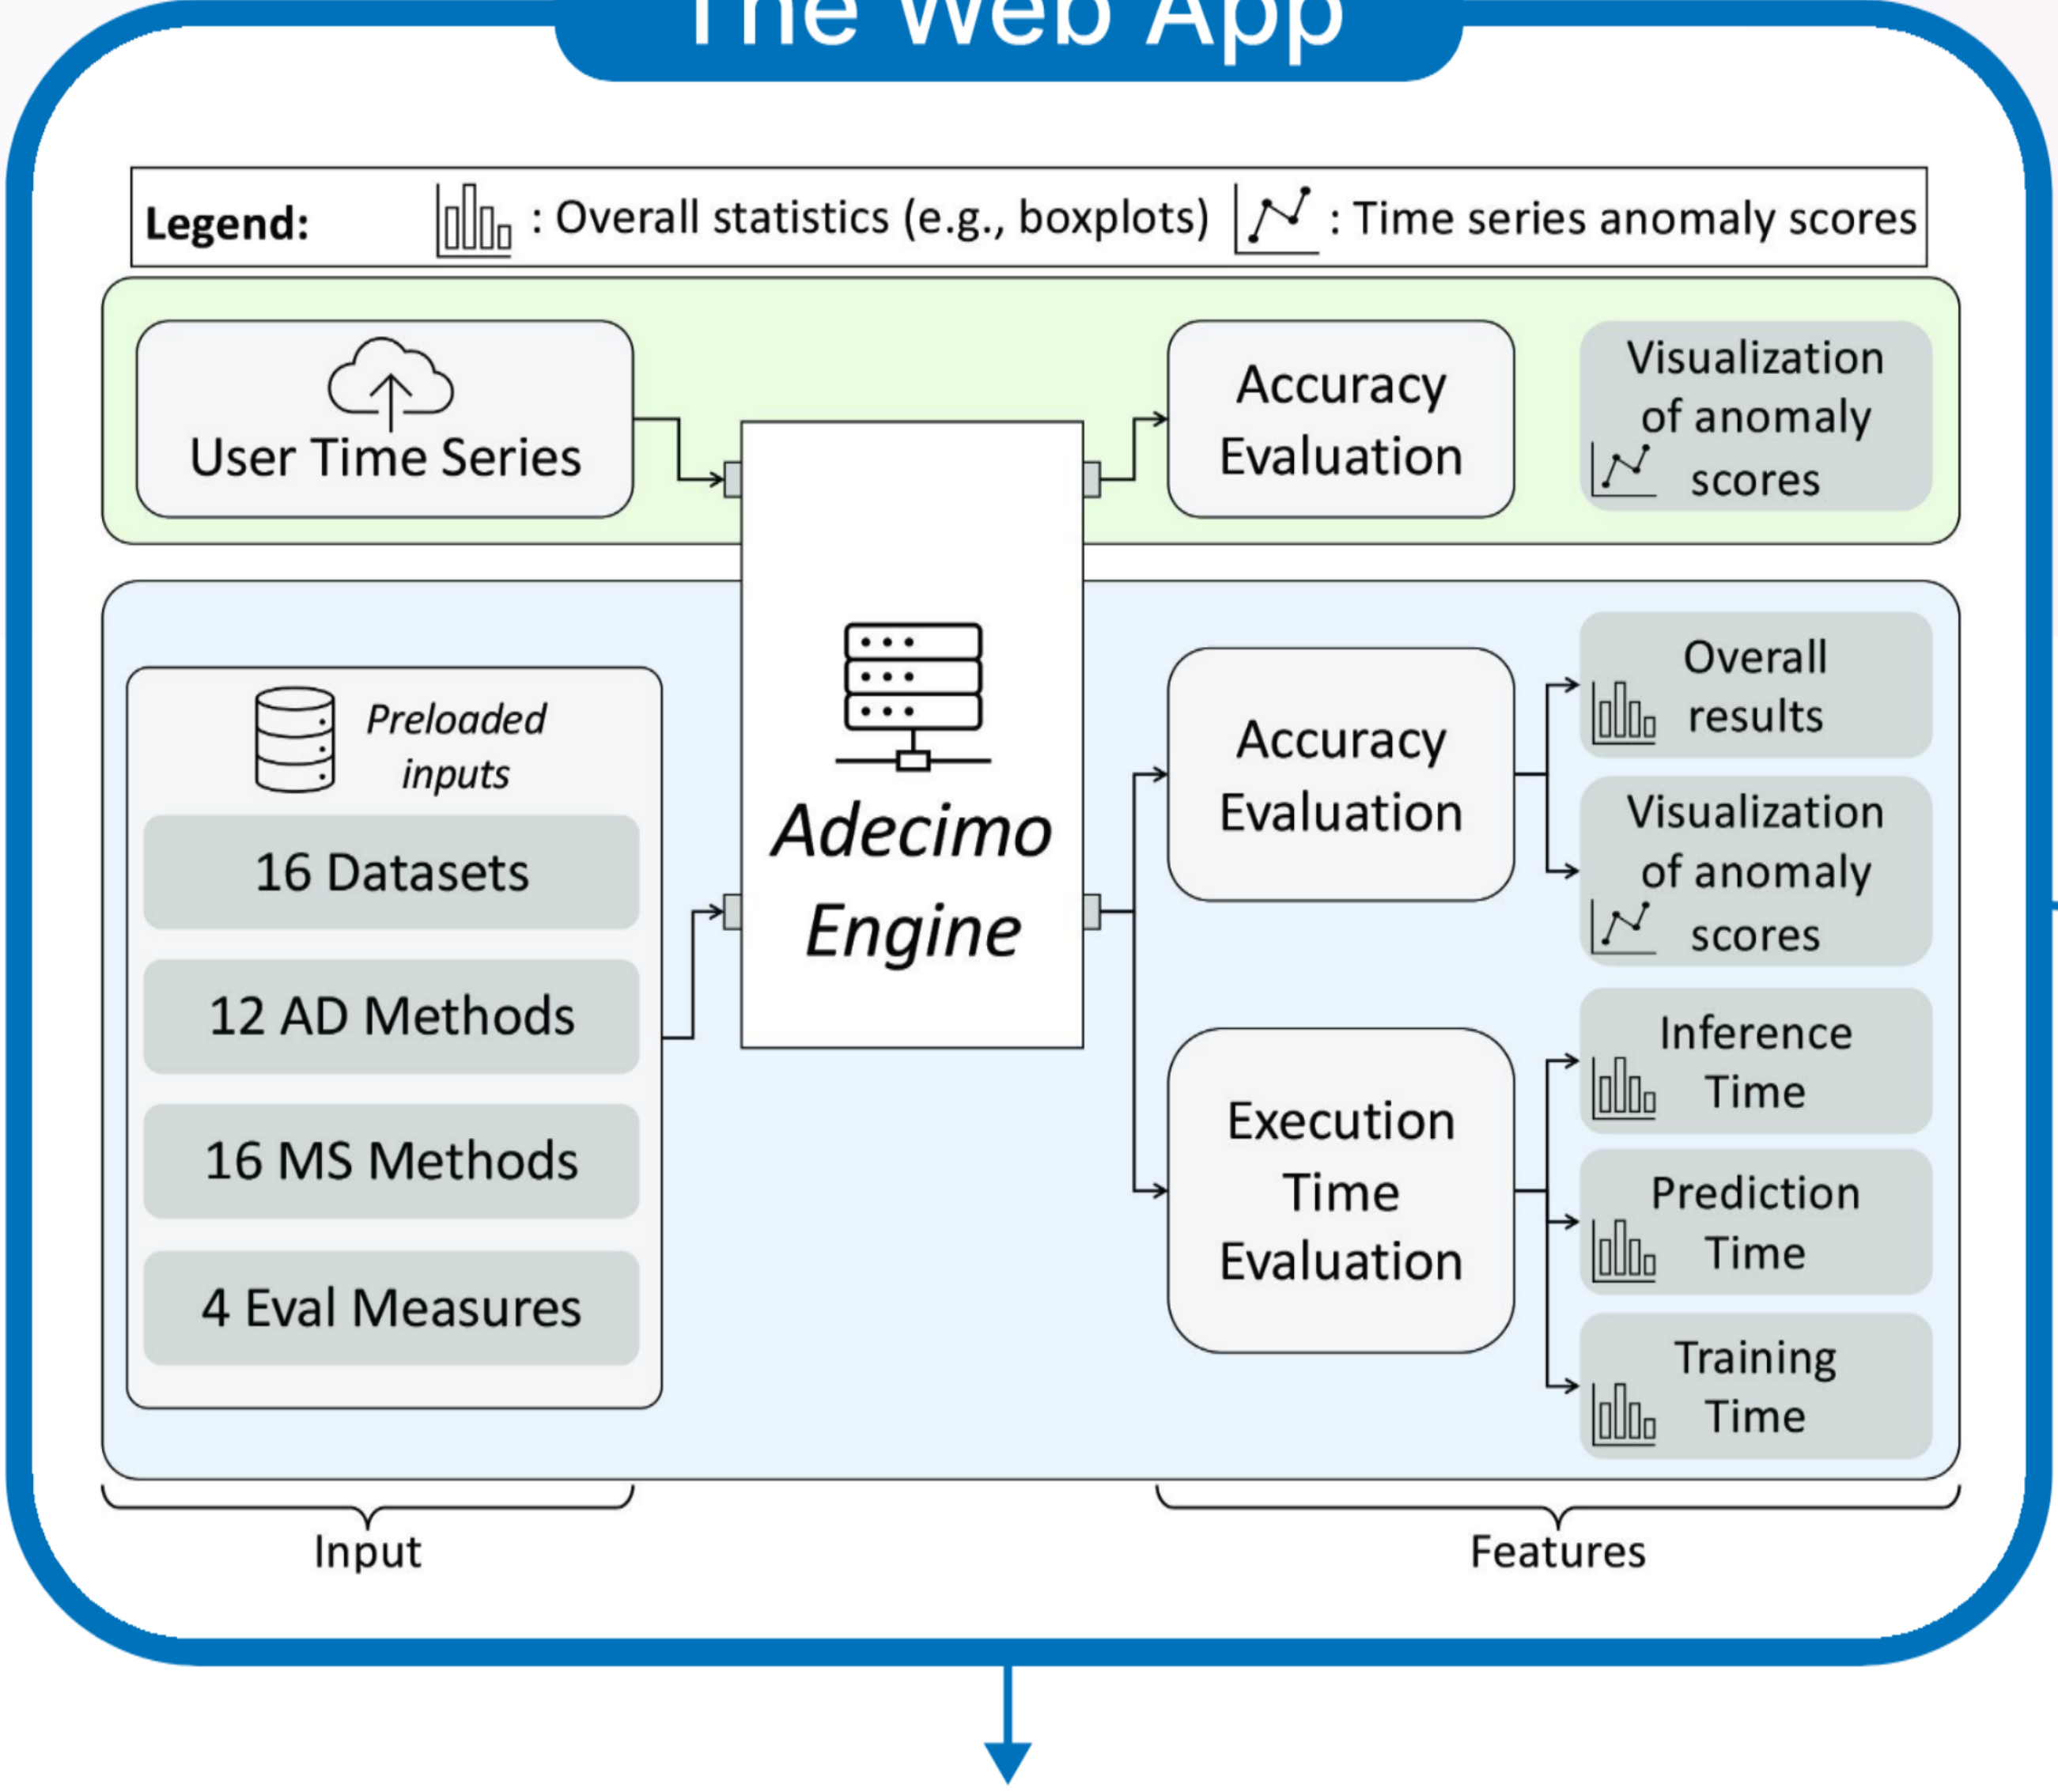 The Web App
Legend:
: Overall statistics (e.g., boxplots)
: Time series anomaly scores
User Time Series
Accuracy
Evaluation
Visualization
of anomaly
scores
Preloaded
inputs
16 Datasets
12 AD Methods
16 MS Methods
4 Eval Measures
Adecimo
Engine
Accuracy
Evaluation
Overall
results
Visualization
of anomaly
scores
Execution
Time
Evaluation
Inference
Time
Prediction
Time
Training
Time
Input
Features